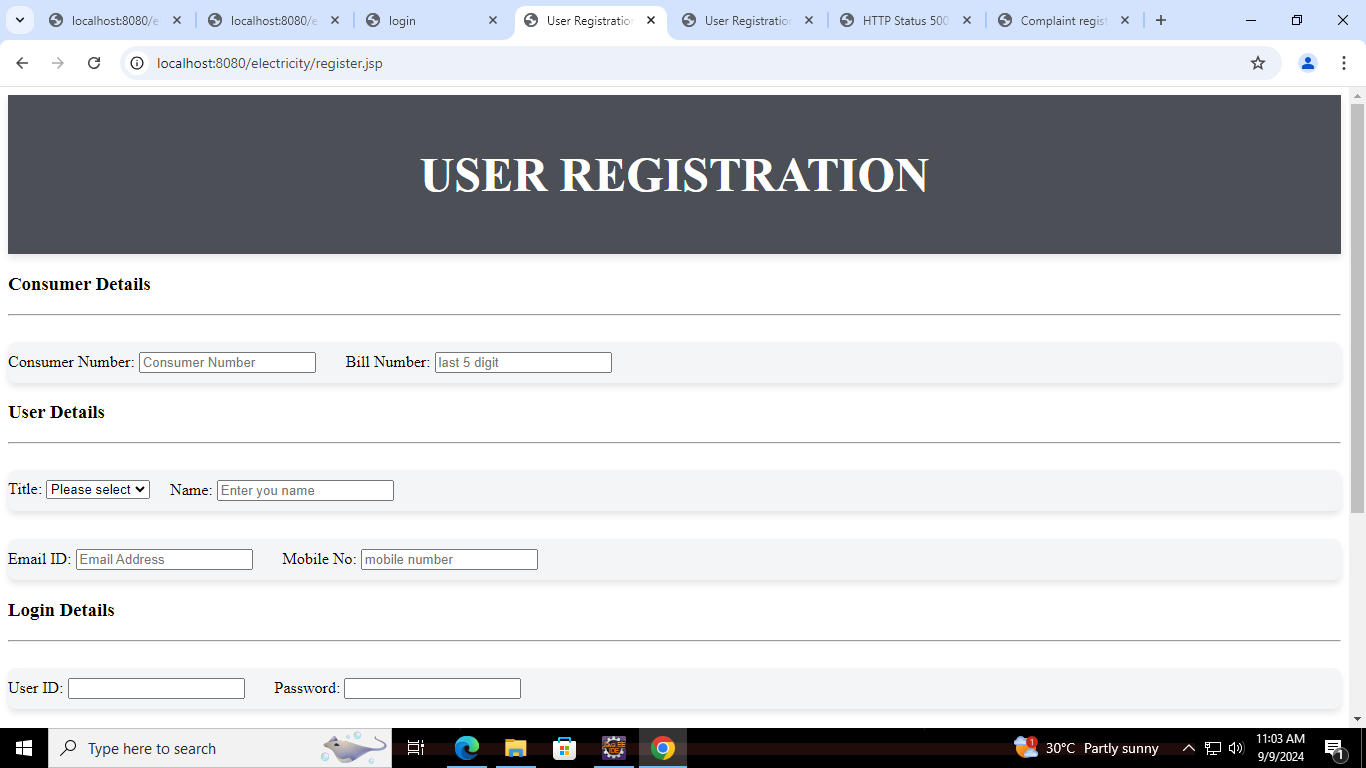 localhost:8080/e
localhost:8080/e
login
User Registration
User Registration
HTTP Status 500
Complaint regist
localhost:8080/electricity/register.jsp
USER REGISTRATION
Consumer Details
Consumer Number: Consumer Number Bill Number: last 5 digit
User Details
Title: Please select Name: Enter you name
Email ID: Email Address Mobile No: mobile number
Login Details
User ID: Password:
Type here to search
1
30°C Partly sunny
11:03 AM
9/9/2024
1